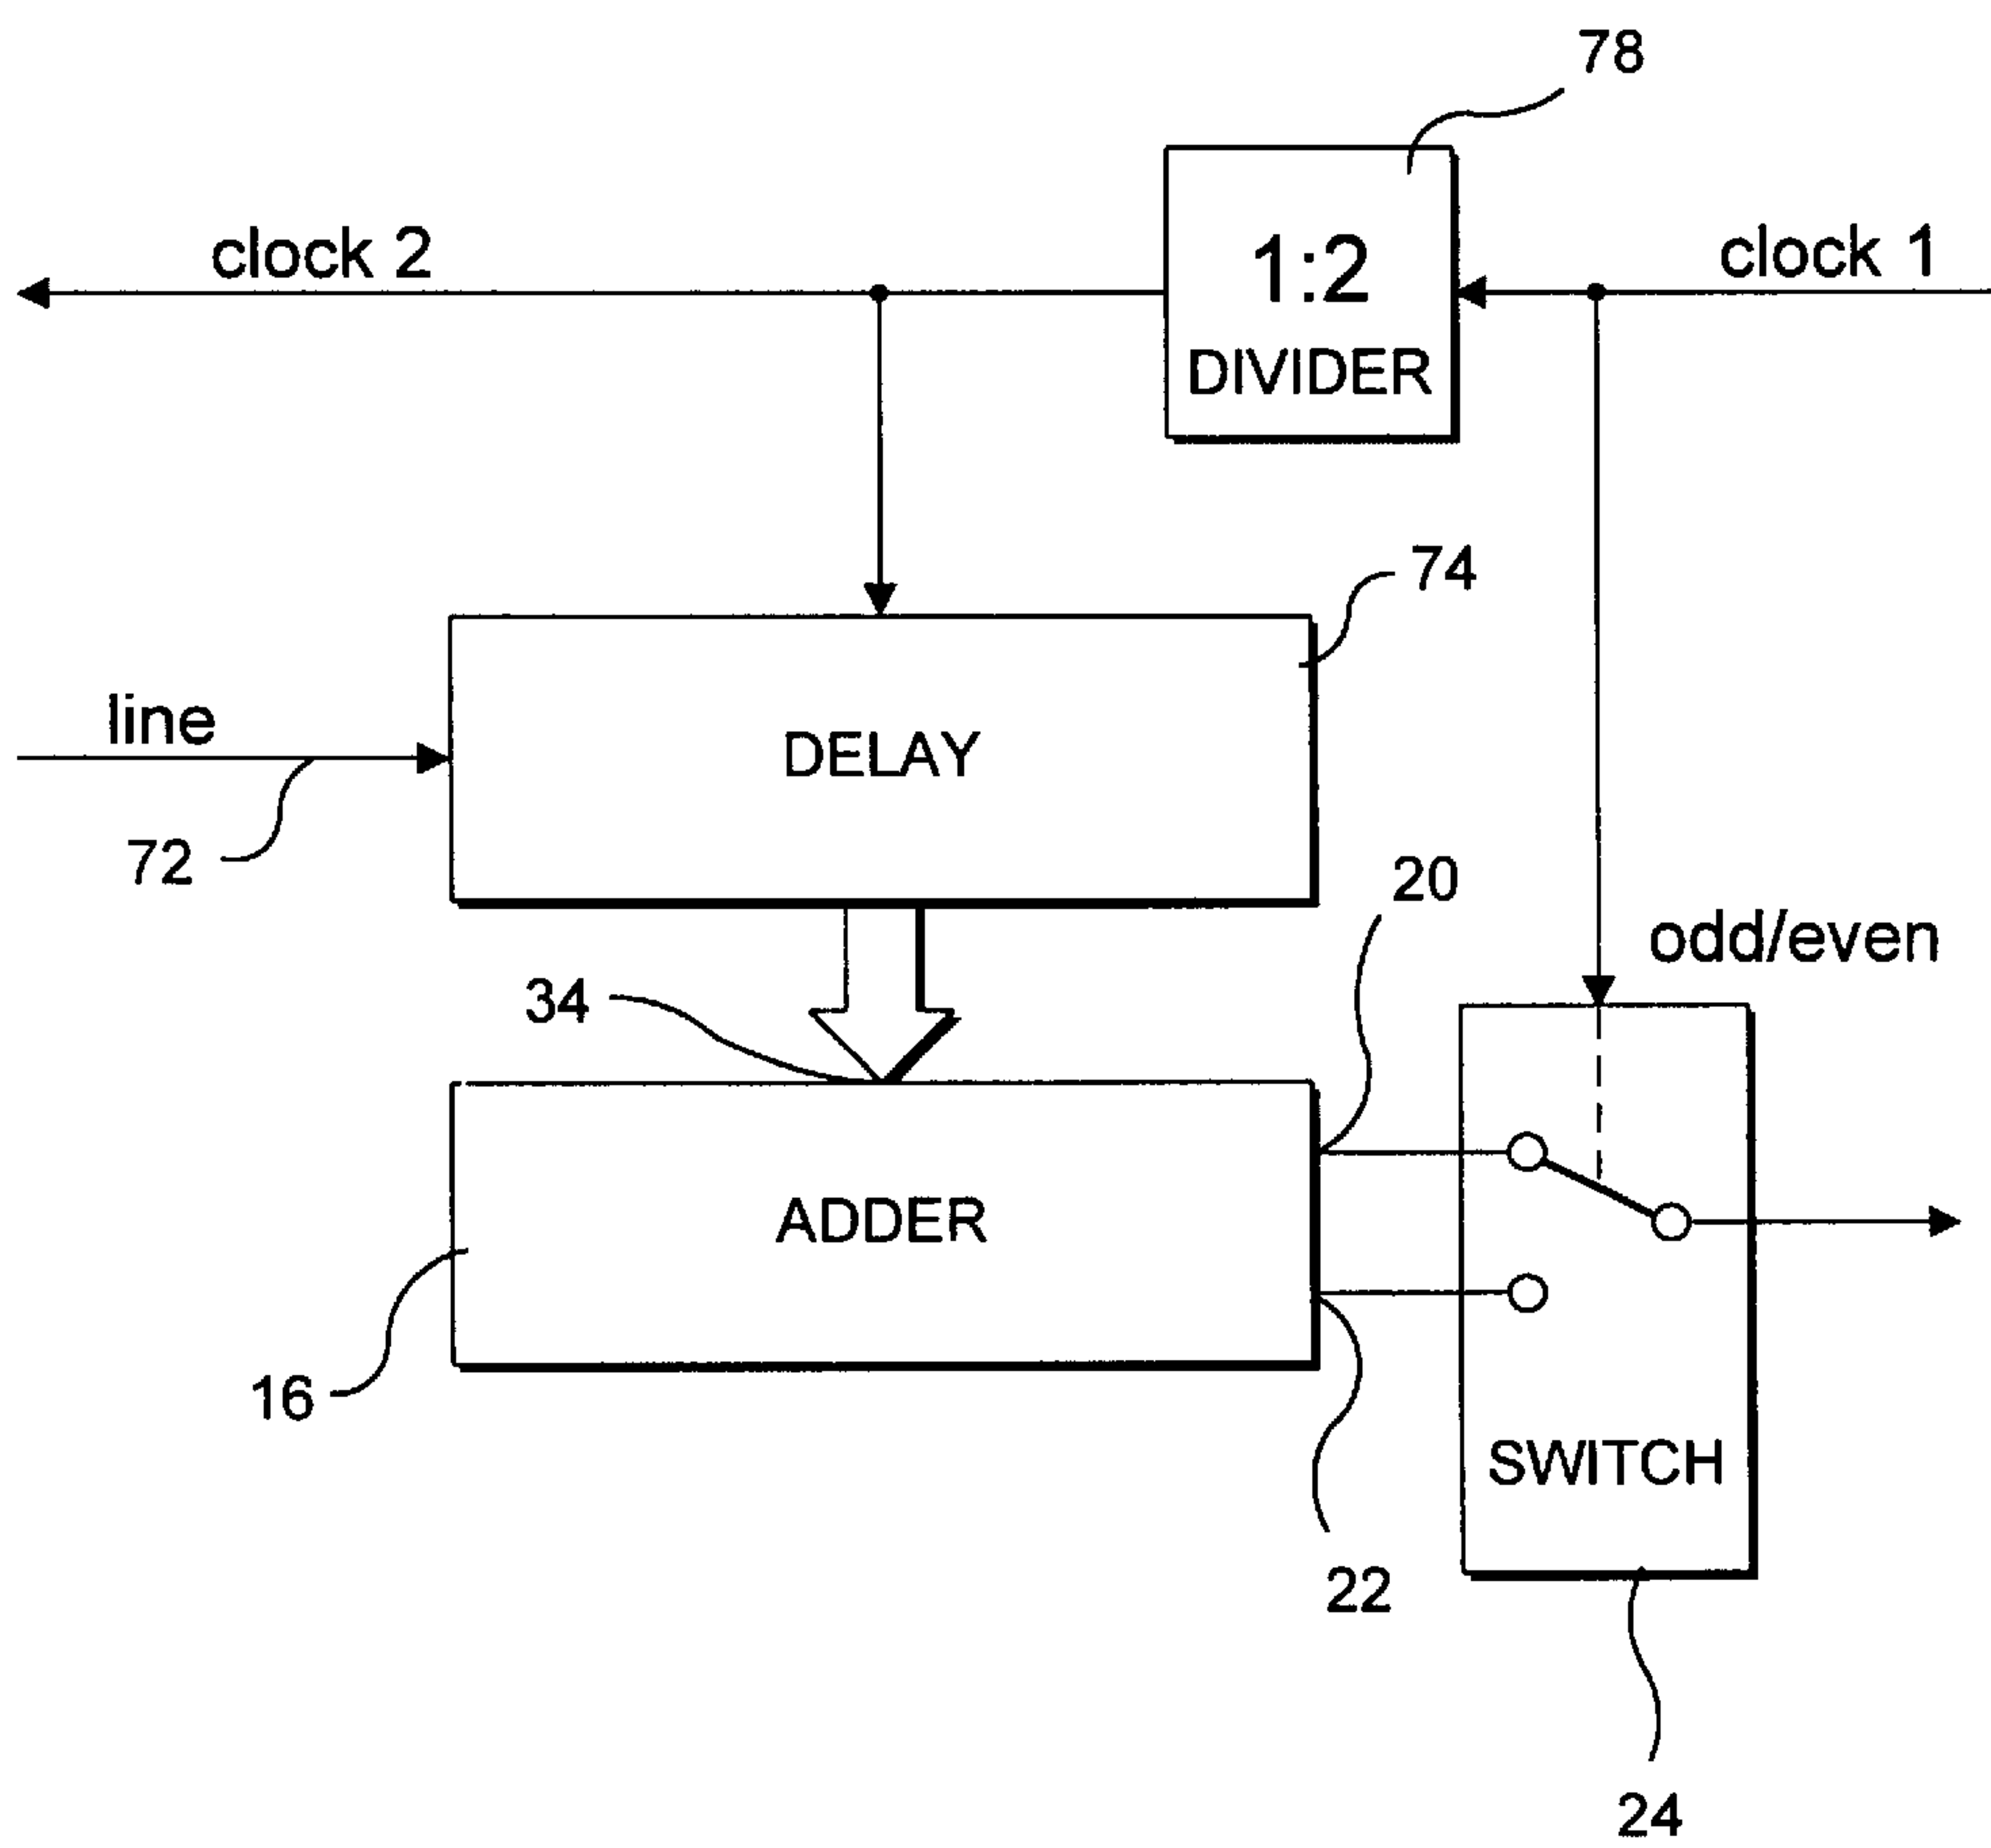 78
clock 2
1:2
DIVIDER
clock 1
74
line
DELAY
72
20
odd/even
34
ADDER
16
SWITCH
22
24